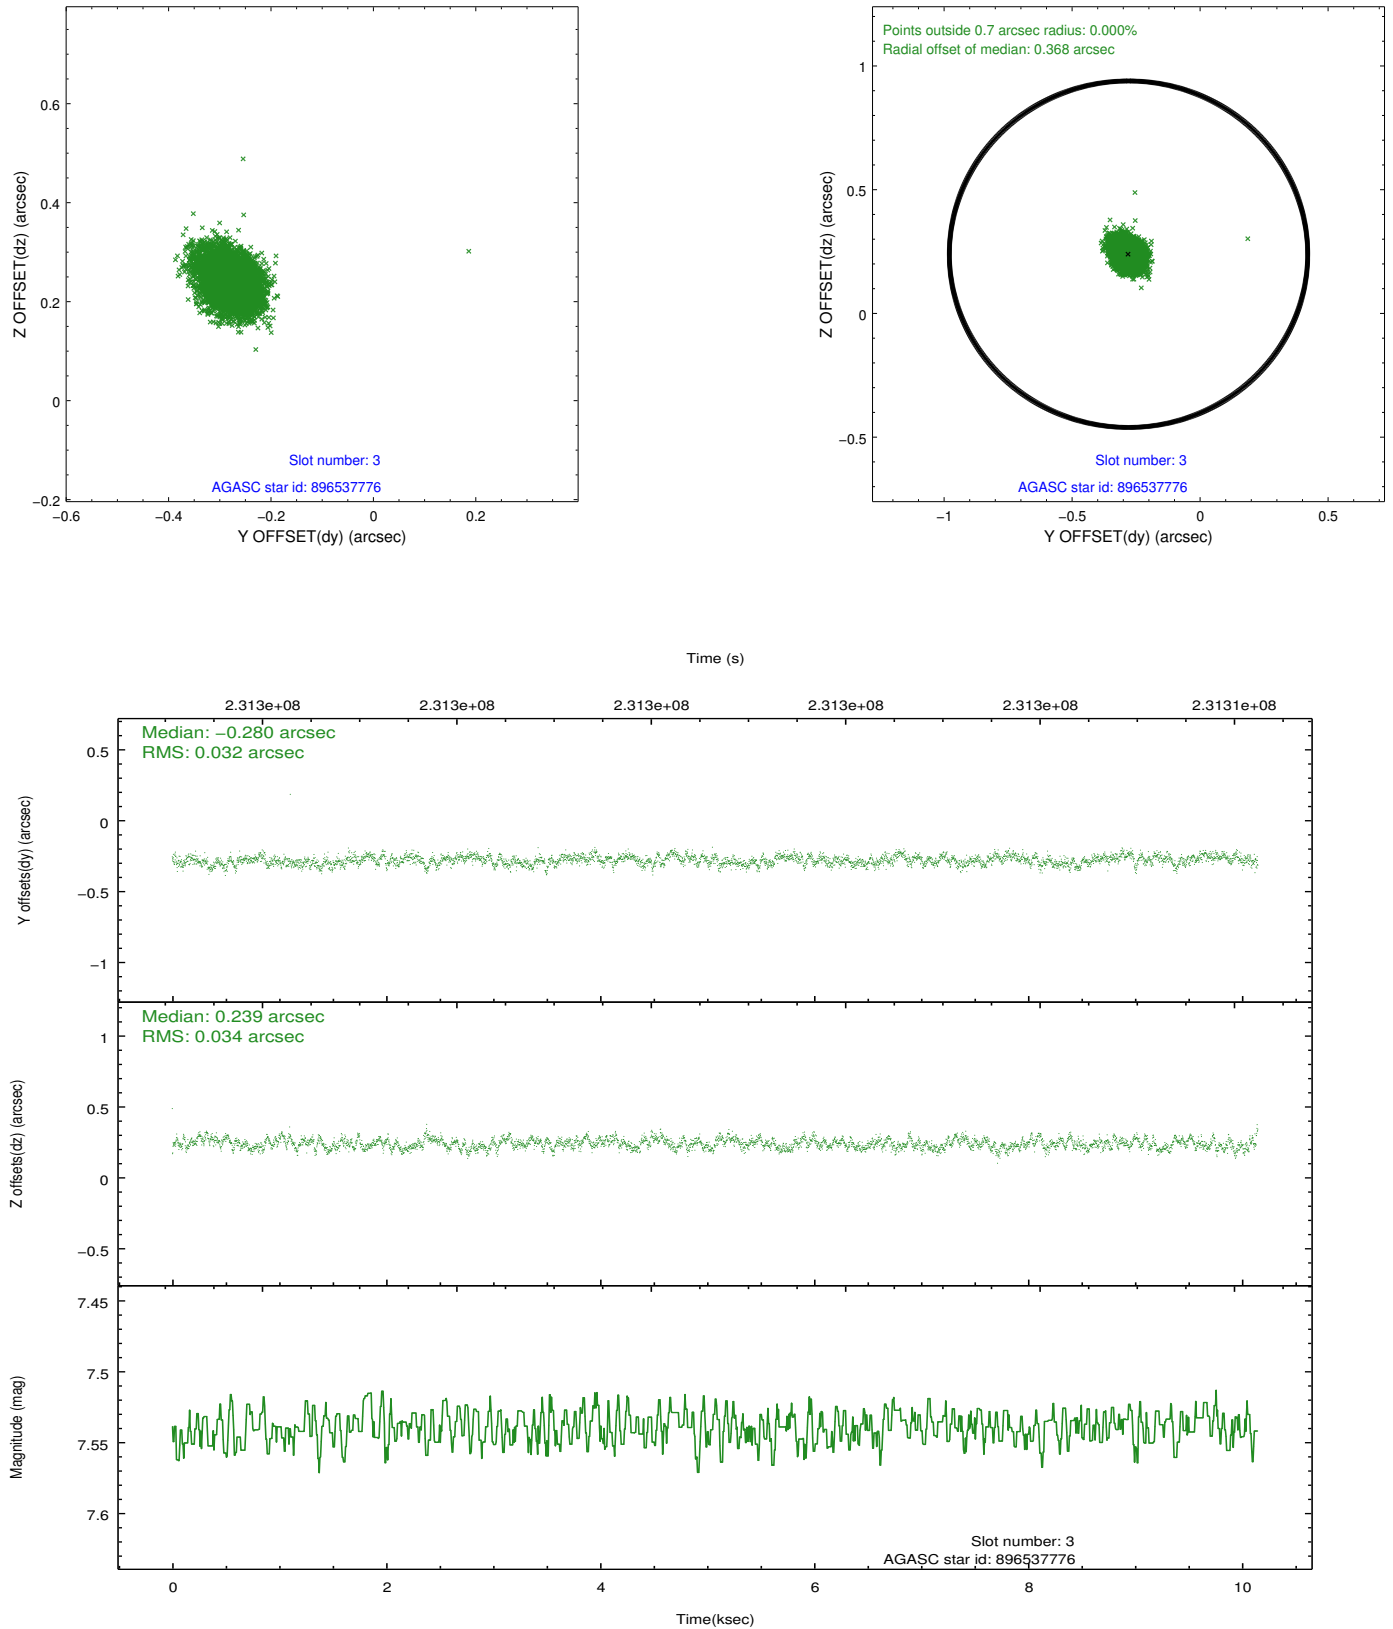 0.6
0.4
0.2
0
−0.2
Z OFFSET(dz) (arcsec)
Slot number: 3
AGASC star id: 896537776
−0.6 −0.4 −0.2 0 0.2
Y OFFSET(dy) (arcsec)
Points outside 0.7 arcsec radius: 0.000%
Radial offset of median: 0.368 arcsec
1
0.5
0
−0.5
Z OFFSET(dz) (arcsec)
Slot number: 3
AGASC star id: 896537776
−1 −0.5 0 0.5
Y OFFSET(dy) (arcsec)
Time (s)
2.313e+08 2.313e+08 2.313e+08 2.313e+08 2.313e+08 2.3131e+08
Median: −0.280 arcsec
RMS: 0.032 arcsec
0.5
0
−0.5
−1
Y offsets(dy) (arcsec)
Median: 0.239 arcsec
RMS: 0.034 arcsec
1
0.5
0
−0.5
Z offsets(dz) (arcsec)
7.45
7.5
7.55
7.6
Magnitude (mag)
Slot number: 3
AGASC star id: 896537776
0 2 4 6 8 10
Time(ksec)